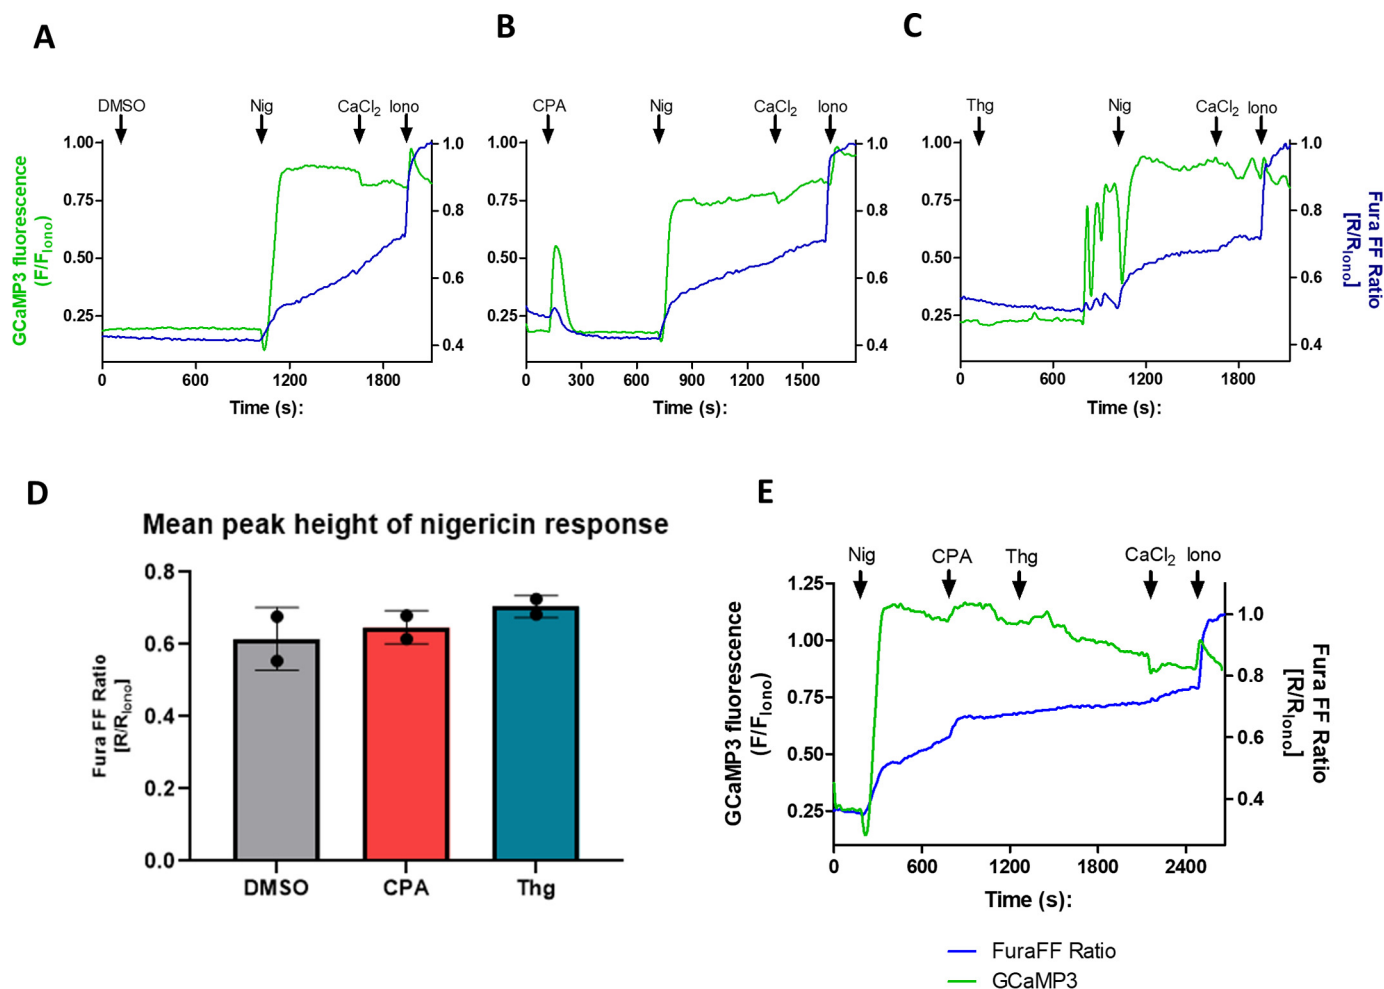 A
DMSO Nig CaCl2 Iono
1.00
0.75
0.50
0.25
1.0
0.8
0.6
0.4
0 600 1200 1800
Time (s):
GCaMP3 fluorescence
(F/FIono)
B
CPA Nig CaCl2 Iono
1.00
0.75
0.50
0.25
1.0
0.8
0.6
0.4
0 300 600 900 1200 1500
Time (s):
C
Thg Nig CaCl2 Iono
1.00
0.75
0.50
0.25
1.0
0.8
0.6
0.4
0 600 1200 1800
Time (s):
Fura FF Ratio
[R/RIono]
D
Mean peak height of nigericin response
0.8
0.6
0.4
0.2
0.0
Fura FF Ratio
[R/RIono]
DMSO CPA Thg
E
Nig CPA Thg CaCl2 Iono
1.25
1.00
0.75
0.50
0.25
1.0
0.8
0.6
0.4
0 600 1200 1800 2400
Time (s):
GCaMP3 fluorescence
(F/FIono)
Fura FF Ratio
[R/RIono]
FuraFF Ratio
GCaMP3